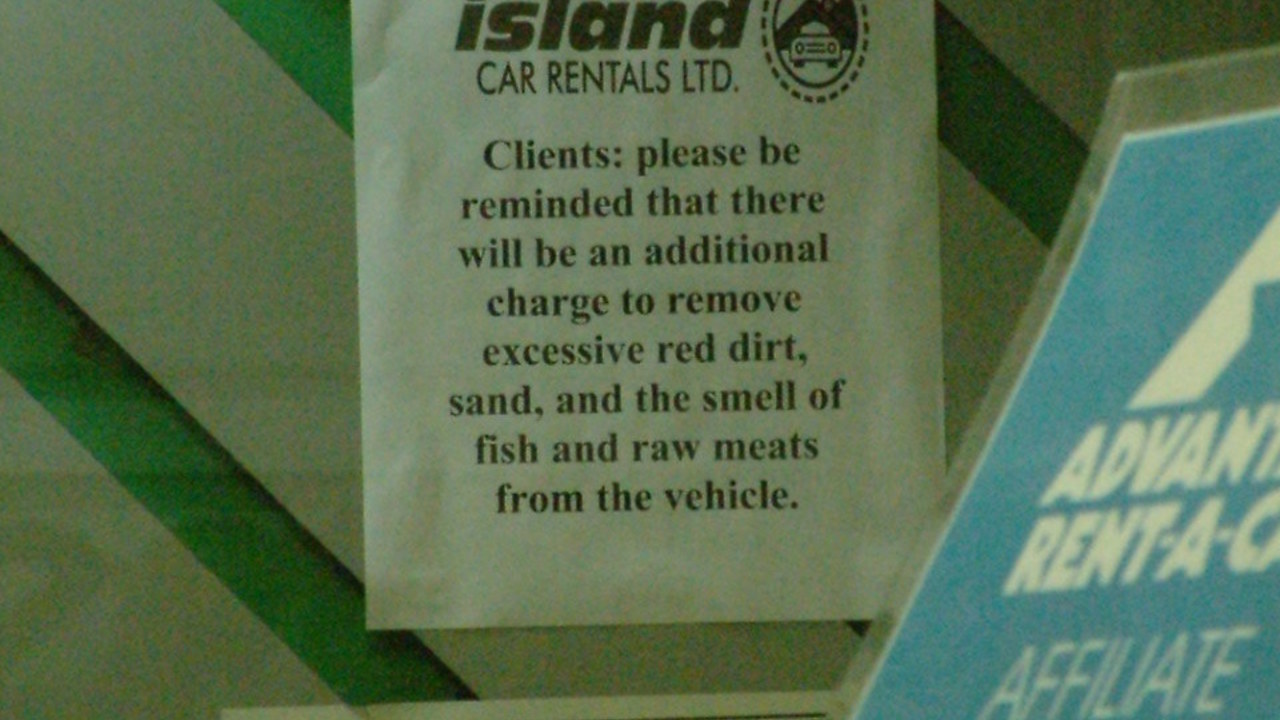 island
CAR RENTALS LTD.
Clients: please be
reminded that there
will be an additional
charge to remove
excessive red dirt,
sand, and the smell of
fish and raw meats
from the vehicle.
RENT-A-
AFFILIATE